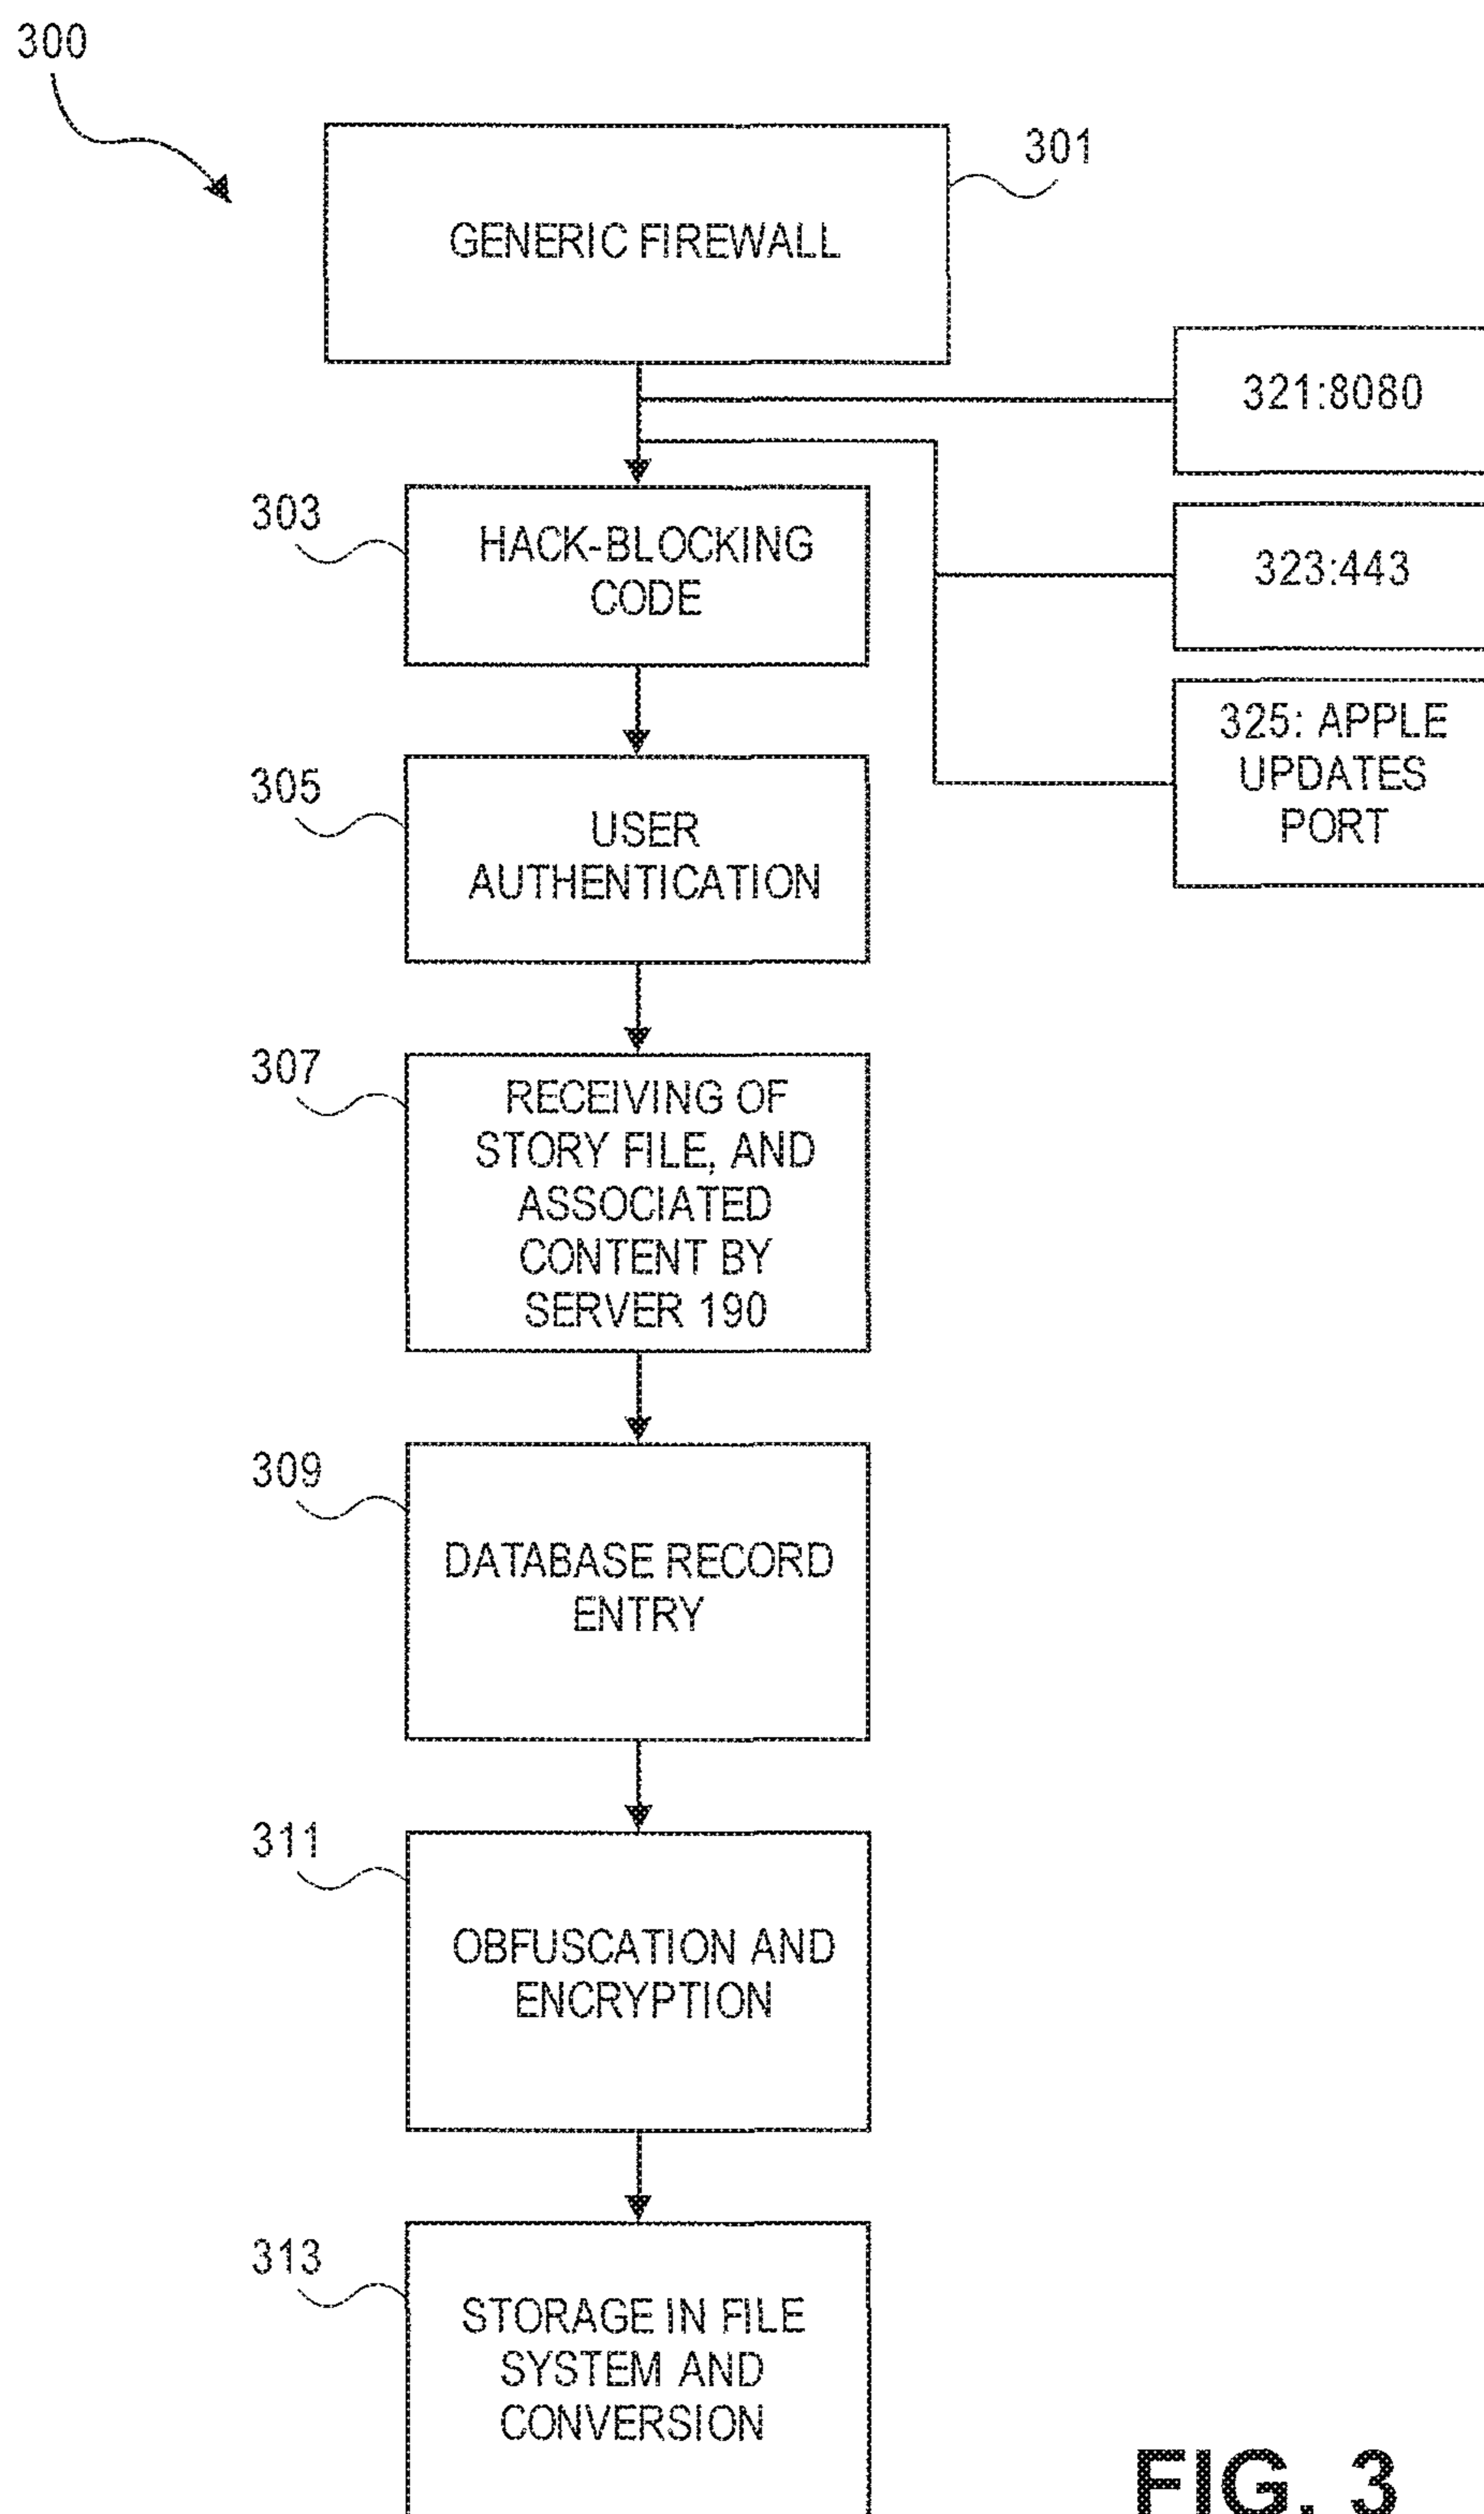 300
301
GENERIC FIREWALL
321:8080
303
HACK-BLOCKING
CODE
323:443
325: APPLE
UPDATES
PORT
305
USER
AUTHENTICATION
307
RECEIVING OF
STORY FILE, AND
ASSOCIATED
CONTENT BY
SERVER 190
309
DATABASE RECORD
ENTRY
311
OBFUSCATION AND
ENCRYPTION
313
STORAGE IN FILE
SYSTEM AND
CONVERSION
FIG. 3